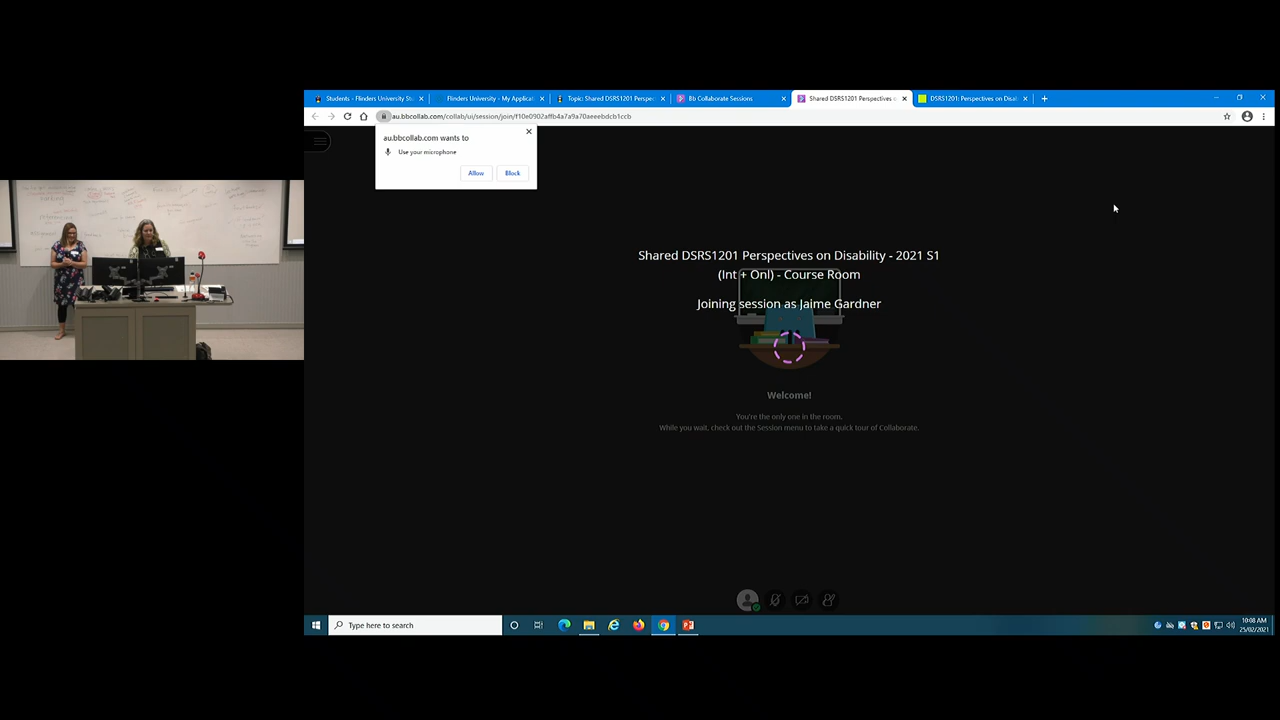 Students - Flinders University Stu
Flinders University - My Applicat
Topic: Shared DSRS1201 Perspec
Bb Collaborate Sessions
Shared DSRS1201 Perspectives o
DSRS1201: Perspectives on Disab
au.bbcollab.com/collab/ui/session/join/f10e0902affb4a7a9a70aeeebdcb1ccb
au.bbcollab.com wants to
Use your microphone
Allow
Block
Shared DSRS1201 Perspectives on Disability - 2021 S1
(Int + Onl) - Course Room
Joining session as Jaime Gardner
Welcome!
You're the only one in the room.
While you wait, check out the Session menu to take a quick tour of Collaborate.
Type here to search
10:08 AM
25/02/2021